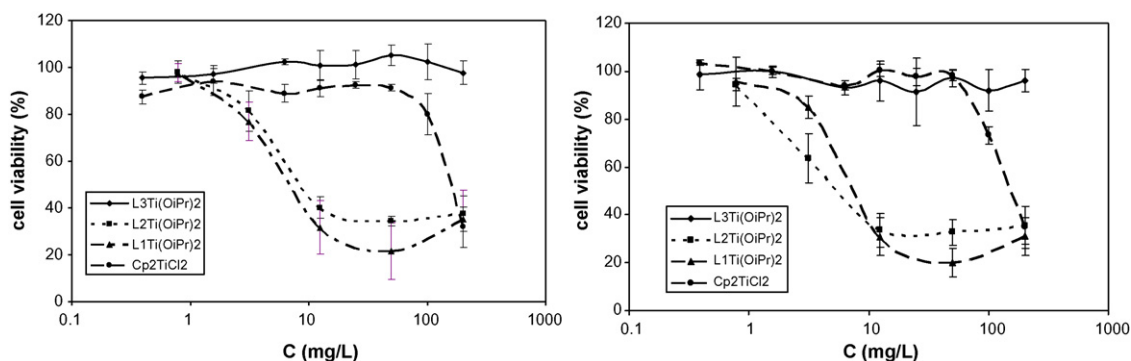 120
100
80
60
40
20
0
cell viability (%)
L3Ti(OiPr)2
L2Ti(OiPr)2
L1Ti(OiPr)2
Cp2TiCl2
0.1 1 10 100 1000
C (mg/L)
120
100
80
60
40
20
0
cell viability (%)
L3Ti(OiPr)2
L2Ti(OiPr)2
L1Ti(OiPr)2
Cp2TiCl2
0.1 1 10 100 1000
C (mg/L)